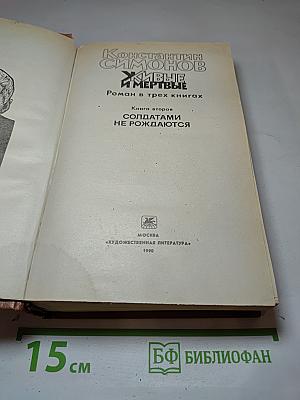 Константин
СИМОНОВ
ЖИВЫЕ
И МЕРТВЫЕ
Роман в трех книгах
Книга вторая
СОЛДАТАМИ
НЕ РОЖДАЮТСЯ
МОСКВА
«ХУДОЖЕСТВЕННАЯ ЛИТЕРАТУРА»
1990
15 см
БФ БИБЛИОФАН